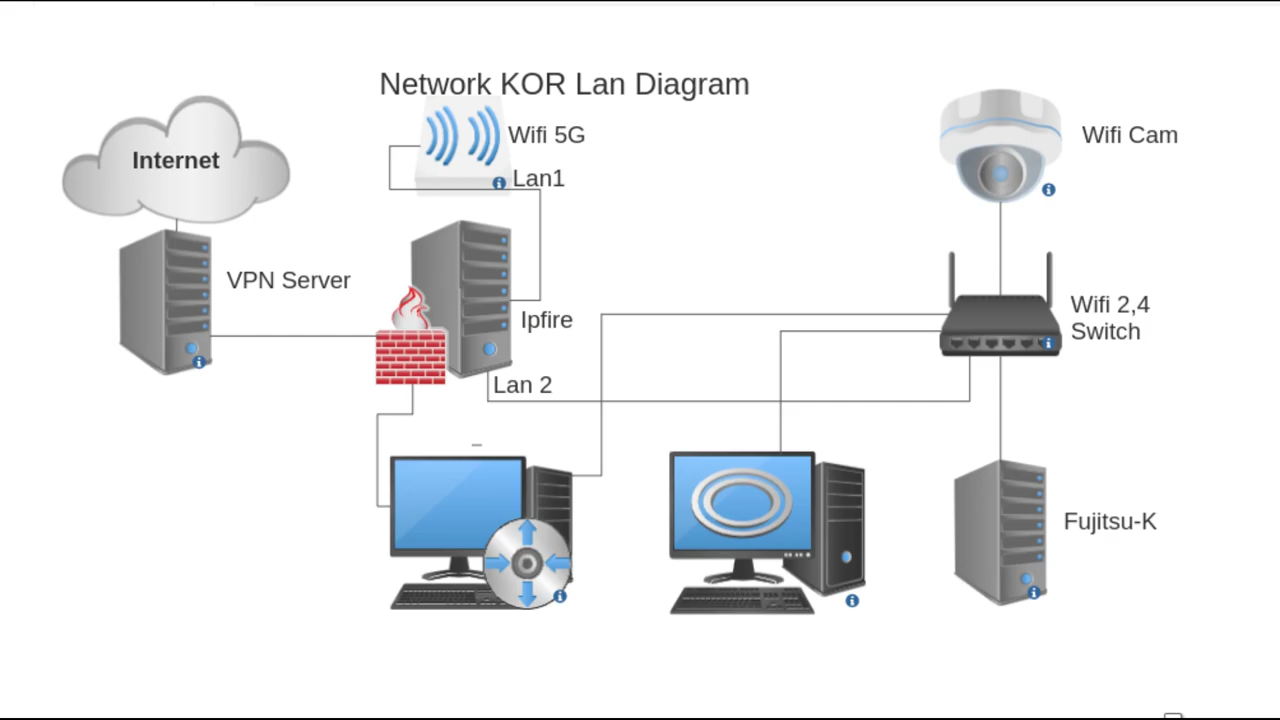 Network KOR Lan Diagram
Internet
Wifi 5G
Lan1
Wifi Cam
VPN Server
Ipfire
Wifi 2,4
Switch
Lan 2
Fujitsu-K